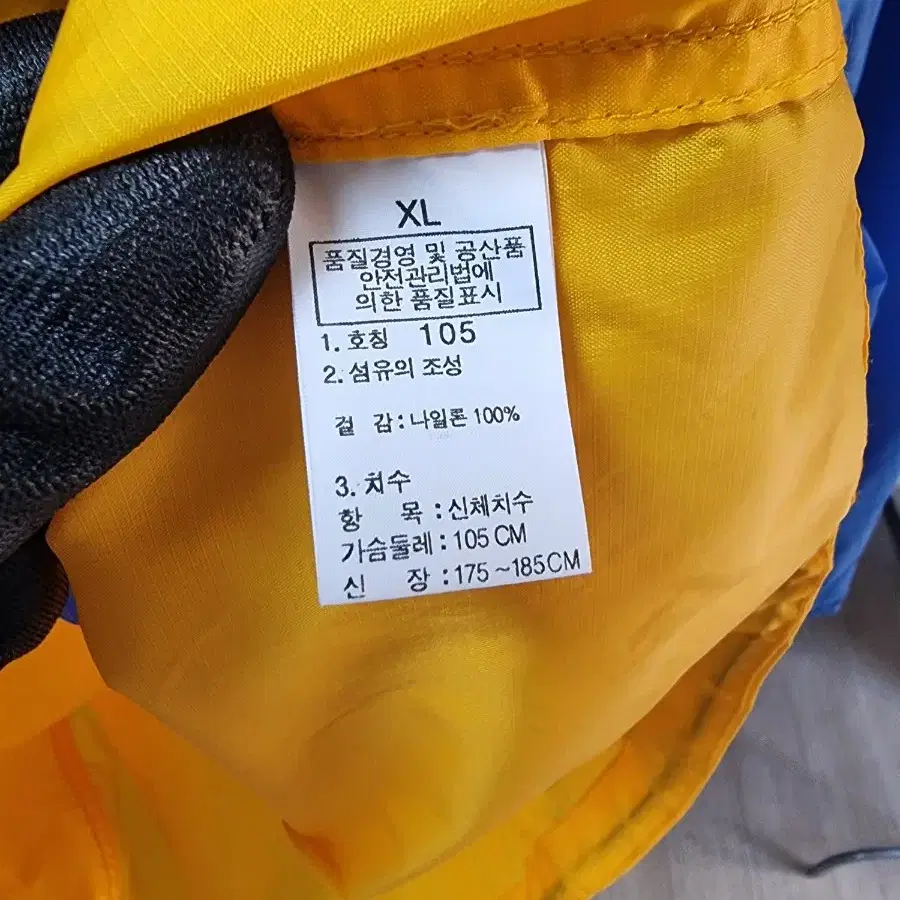 XL
품질경영 및 공산품
안전관리법에
의한 품질표시
1. 호칭 105
2. 섬유의 조성
겉 감 : 나일론 100%
3. 치수
항 목 : 신체치수
가슴둘레 : 105 CM
신 장 : 175 ~185CM